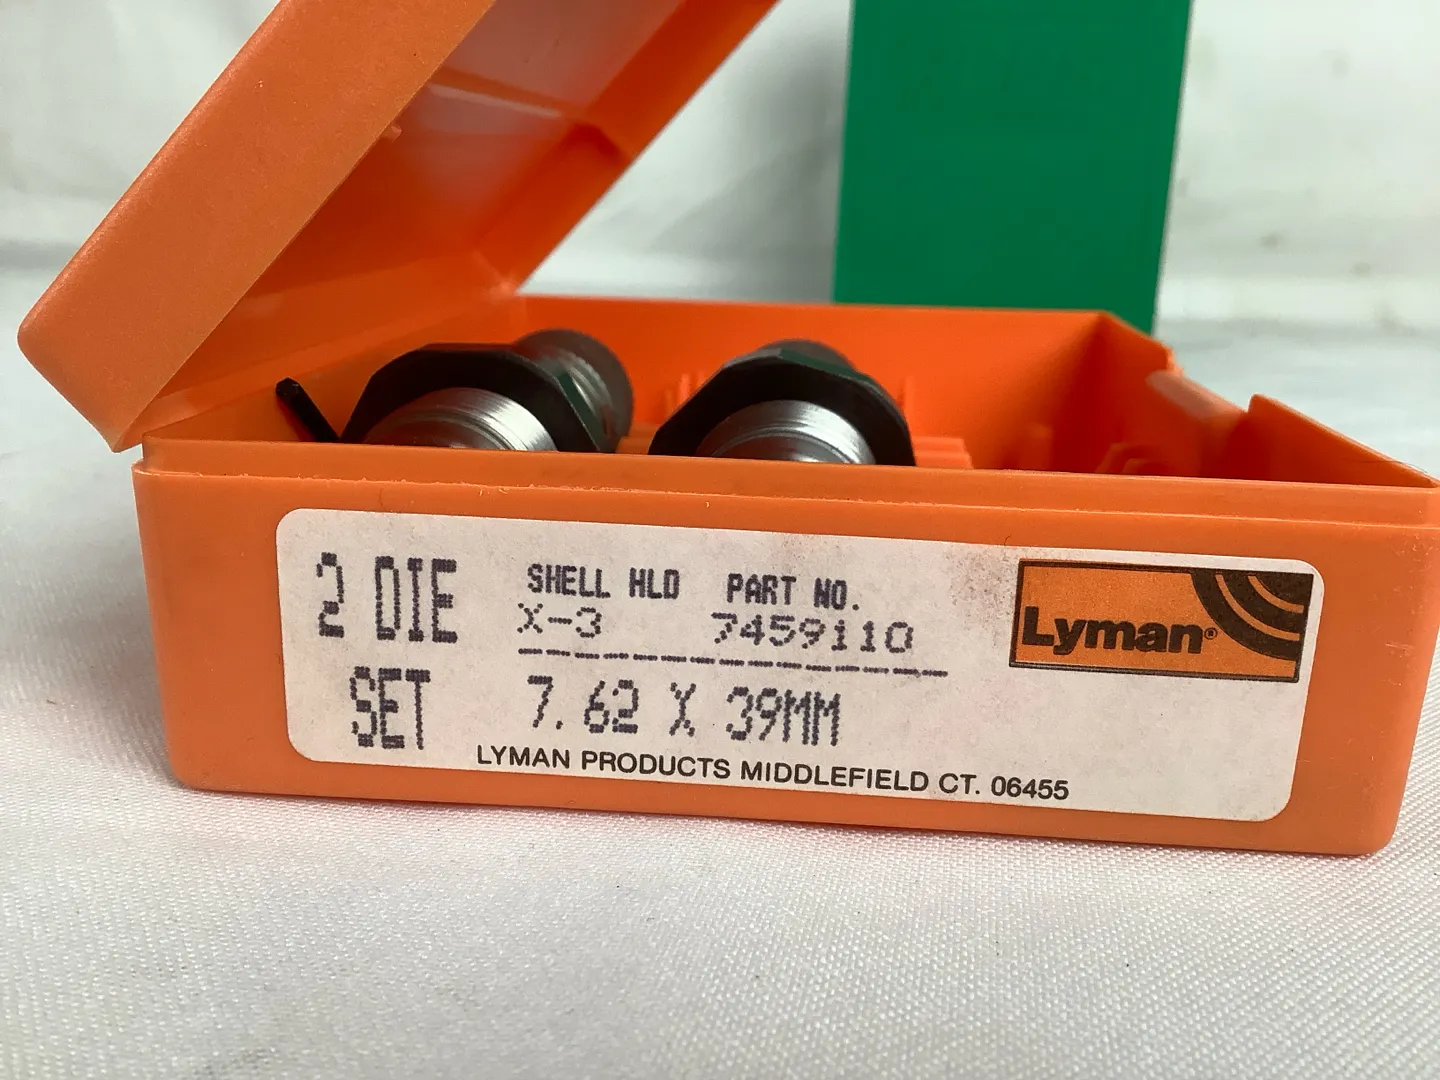 2 DIE
SET
SHELL HLD PART NO.
X-3 7459110
7.62 X 39MM
LYMAN PRODUCTS MIDDLEFIELD CT. 06455
Lyman®